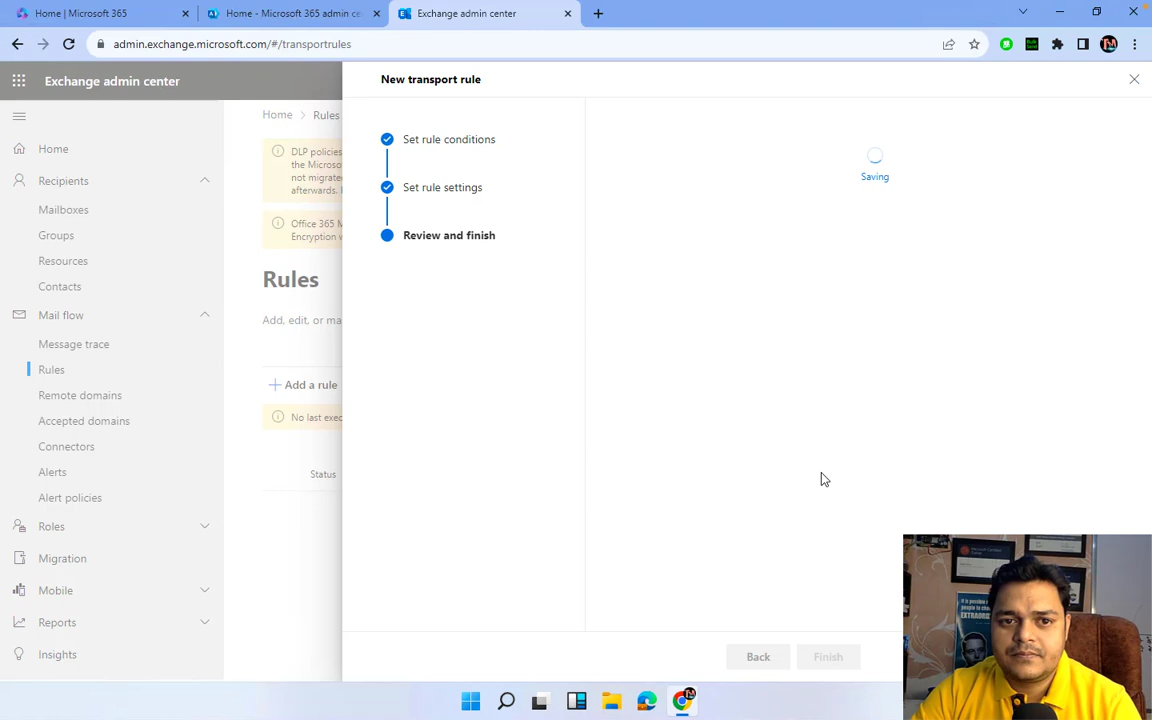 Home | Microsoft 365
Home - Microsoft 365 admin ce
Exchange admin center
admin.exchange.microsoft.com/#/transportrules
Exchange admin center
New transport rule
Home
Recipients
Mailboxes
Groups
Resources
Contacts
Mail flow
Message trace
Rules
Remote domains
Accepted domains
Connectors
Alerts
Alert policies
Roles
Migration
Mobile
Reports
Insights
Home > Rules
DLP policies
the Microso
not migrate
afterwards.
Office 365 M
Encryption
Rules
Add, edit, or ma
Add a rule
No last exec
Status
Set rule conditions
Set rule settings
Review and finish
Saving
Back
Finish